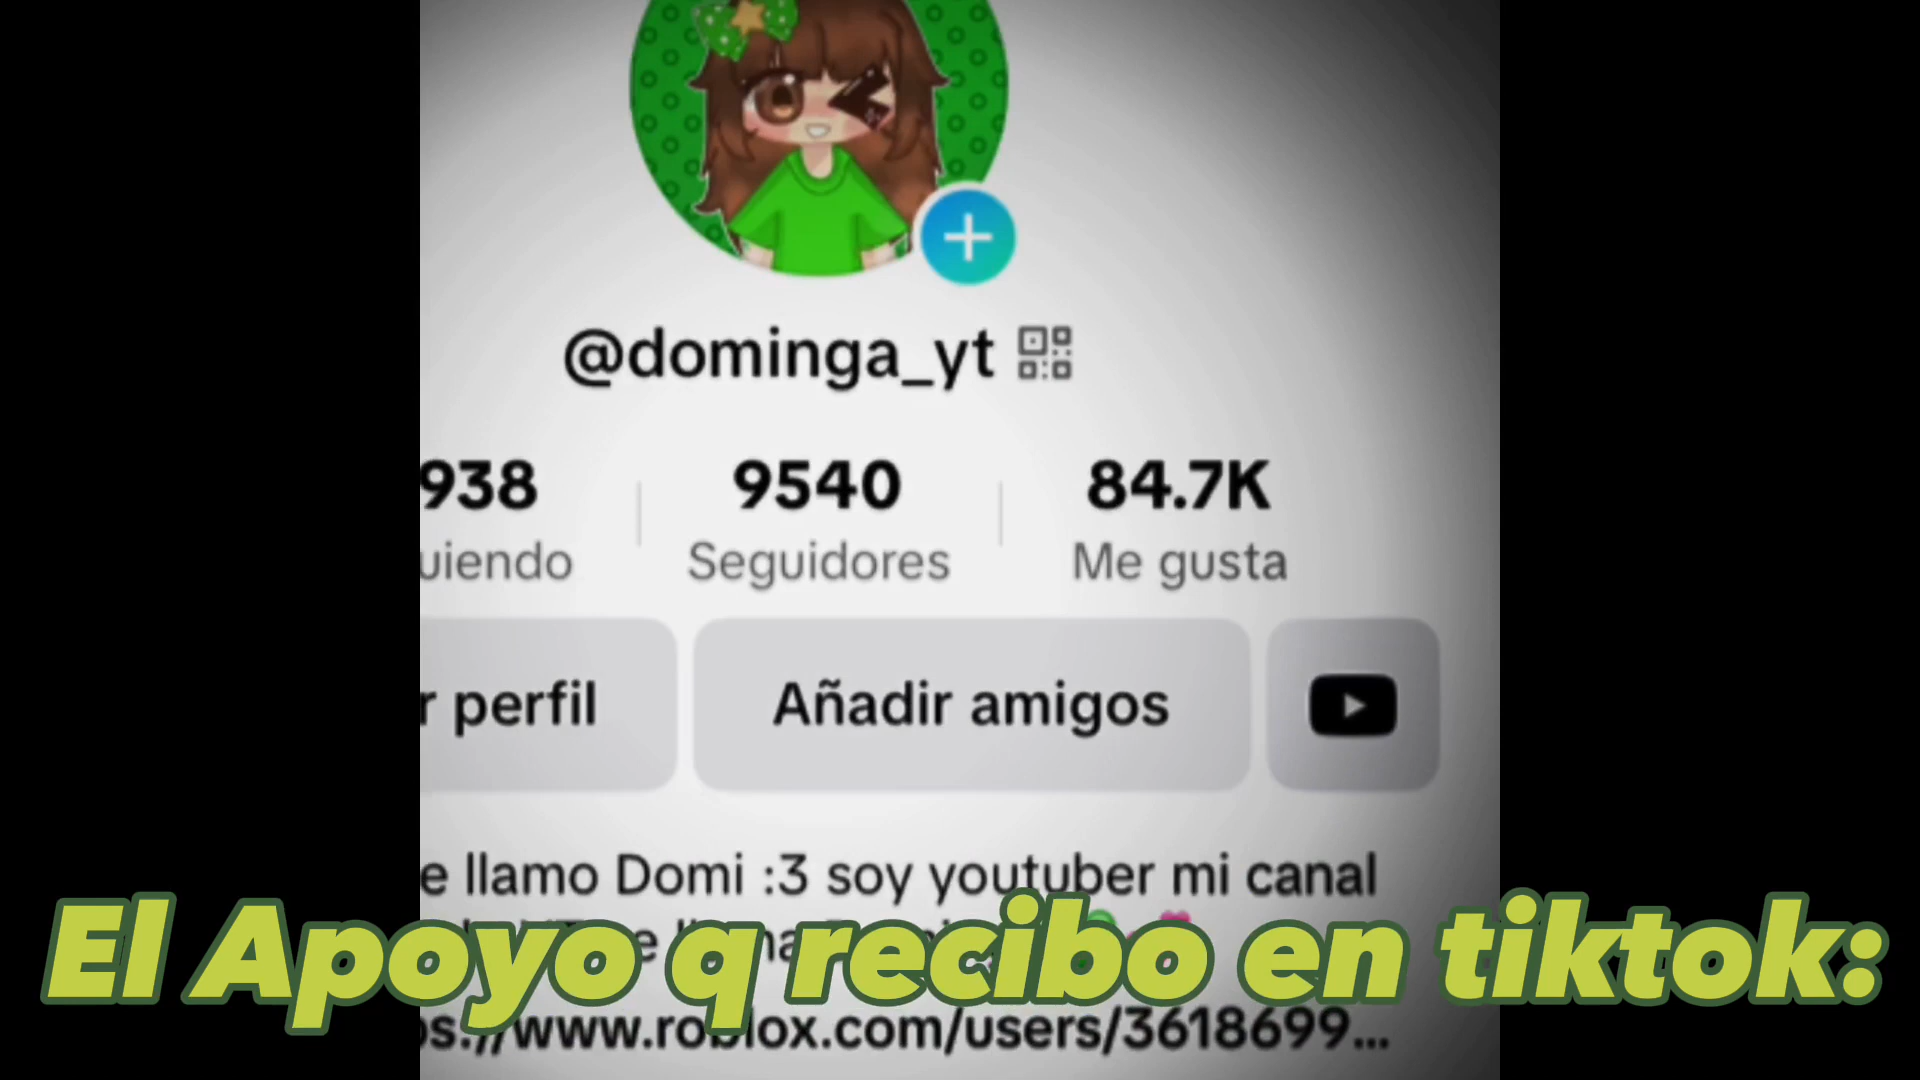 @dominga_yt
938 9540 84.7K
uiendo Seguidores Me gusta
r perfil Añadir amigos
e llamo Domi :3 soy youtuber mi canal
El Apoyo q recibo en tiktok:
os://www.roblox.com/users/3618699...